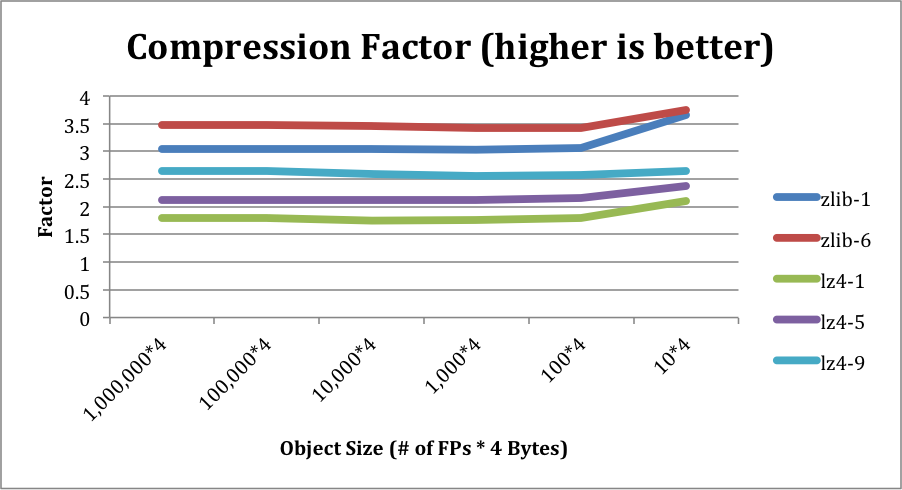 Compression Factor (higher is better)
4
3.5
3
2.5
2
1.5
1
0.5
0
Factor
1,000,000*4
100,000*4
10,000*4
1,000*4
100*4
10*4
Object Size (# of FPs * 4 Bytes)
zlib-1
zlib-6
lz4-1
lz4-5
lz4-9